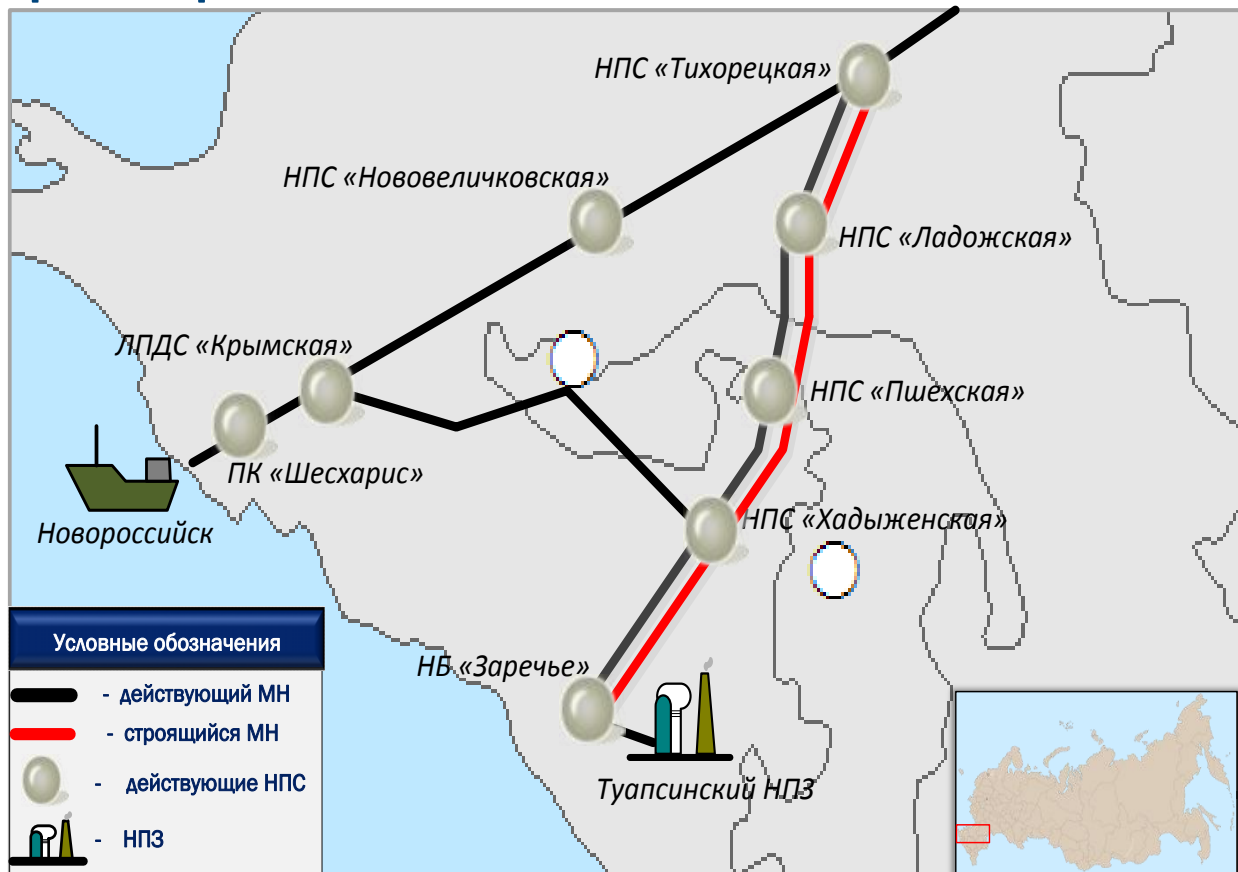 НПС «Тихорецкая»
НПС «Нововеличковская»
НПС «Ладожская»
ЛПДС «Крымская»
НПС «Пшехская»
ПК «Шесхарис»
НПС «Хадыженская»
Новороссийск
НБ «Заречье»
Туапсинский НПЗ
Условные обозначения
- действующий МН
- строящийся МН
- действующие НПС
- НПЗ